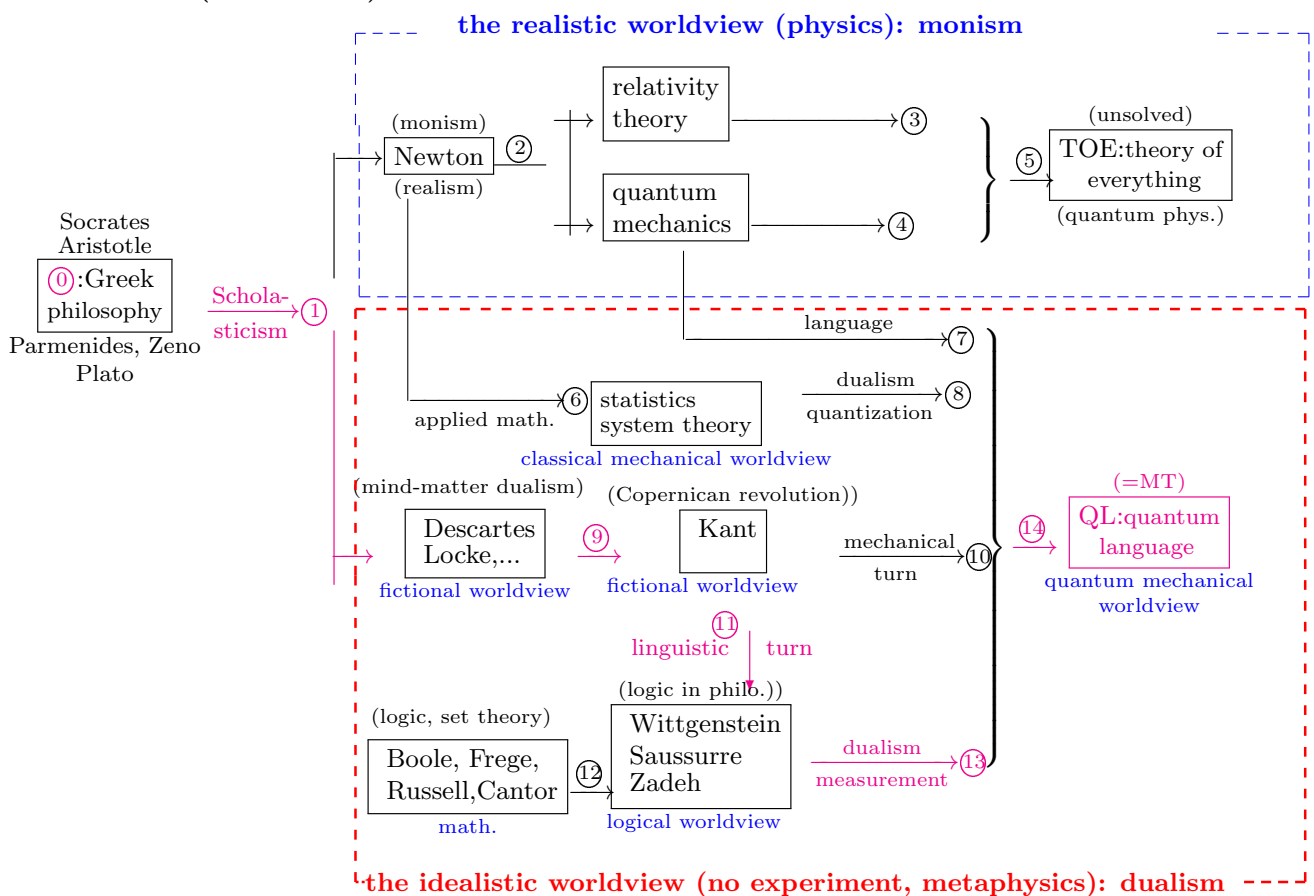 the realistic worldview (physics): monism
relativity
theory
③
(monism)
Newton
②
(realism)
quantum
mechanics
④
(unsolved)
⑤
TOE:theory of
everything
(quantum phys.)
Socrates
Aristotle
⓪:Greek
philosophy
Parmenides, Zeno
Plato
Schola-
sticism
①
language
⑦
applied math.
⑥
statistics
system theory
classical mechanical worldview
dualism
quantization
⑧
(mind-matter dualism)
Descartes
Locke,...
fictional worldview
⑨
(Copernican revolution))
Kant
fictional worldview
mechanical
turn
⑩
⑭
(=MT)
QL:quantum
language
quantum mechanical
worldview
⑪
linguistic turn
(logic in philo.))
(logic, set theory)
Boole, Frege,
Russell,Cantor
math.
⑫
Wittgenstein
Saussurre
Zadeh
logical worldview
dualism
measurement
⑬
the idealistic worldview (no experiment, metaphysics): dualism